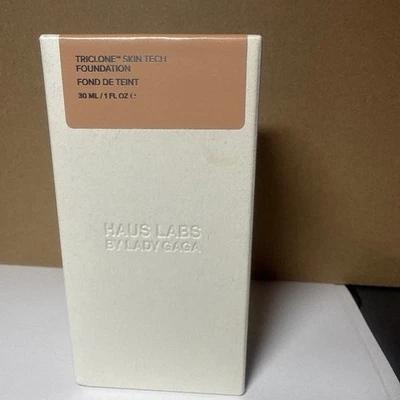 TRICLONE™ SKIN TECH
FOUNDATION
FOND DE TEINT
30 ML / 1 FL OZ ℮
HAUS LABS
BY LADY GAGA